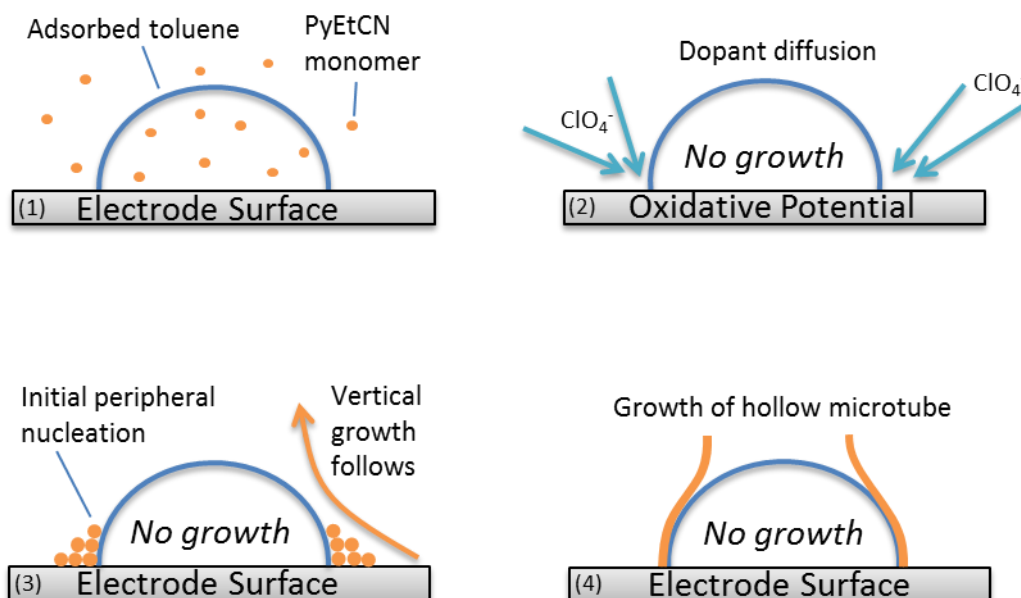 Adsorbed toluene
PyEtCN
monomer
(1) Electrode Surface
Dopant diffusion
ClO₄⁻
ClO₄
No growth
(2) Oxidative Potential
Initial peripheral
nucleation
Vertical
growth
follows
No growth
(3) Electrode Surface
Growth of hollow microtube
No growth
(4) Electrode Surface